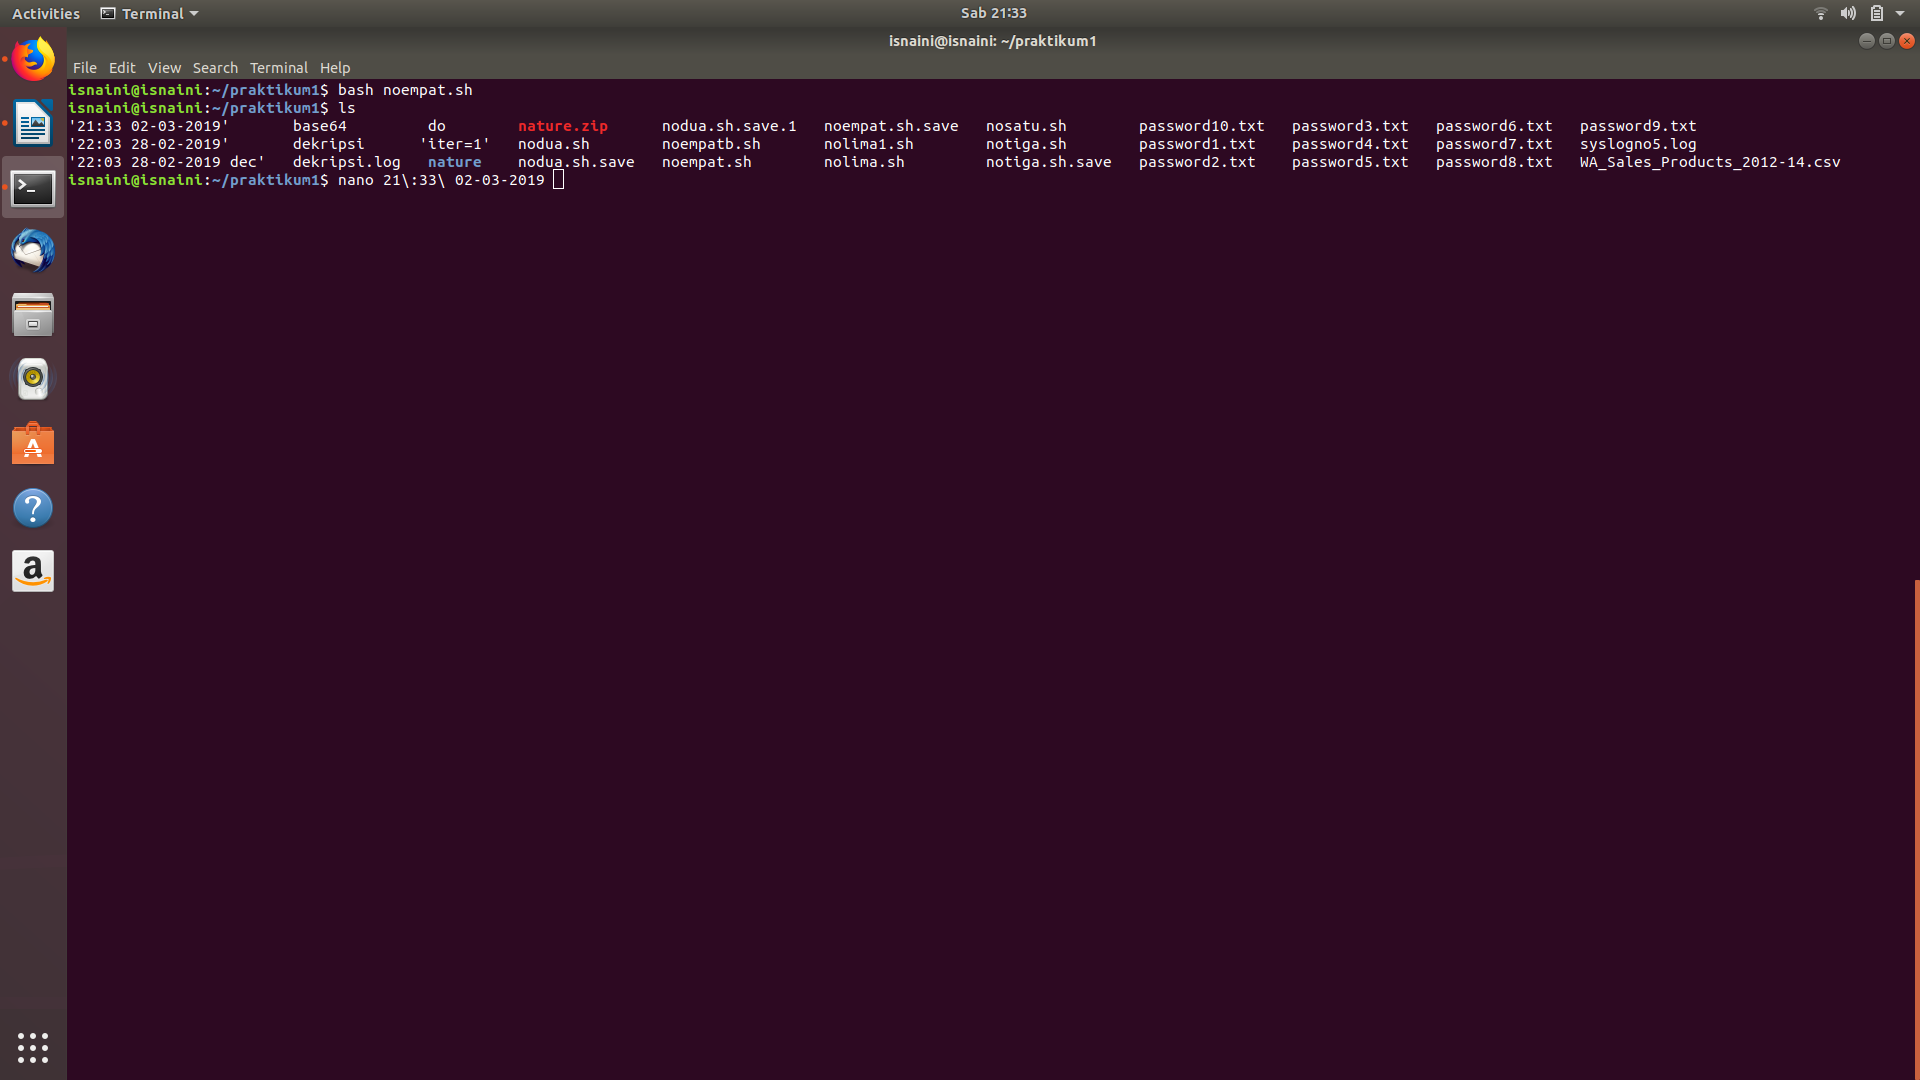 Activities Terminal Sab 21:33
isnaini@isnaini: ~/praktikum1
File Edit View Search Terminal Help
isnaini@isnaini:~/praktikum1$ bash noempat.sh
isnaini@isnaini:~/praktikum1$ ls
'21:33 02-03-2019' base64 do nature.zip nodua.sh.save.1 noempat.sh.save nosatu.sh password10.txt password3.txt password6.txt password9.txt
'22:03 28-02-2019' dekripsi 'iter=1' nodua.sh noempatb.sh nolima1.sh notiga.sh password1.txt password4.txt password7.txt syslogno5.log
'22:03 28-02-2019 dec' dekripsi.log nature nodua.sh.save noempat.sh nolima.sh notiga.sh.save password2.txt password5.txt password8.txt WA_Sales_Products_2012-14.csv
isnaini@isnaini:~/praktikum1$ nano 21\:33\ 02-03-2019